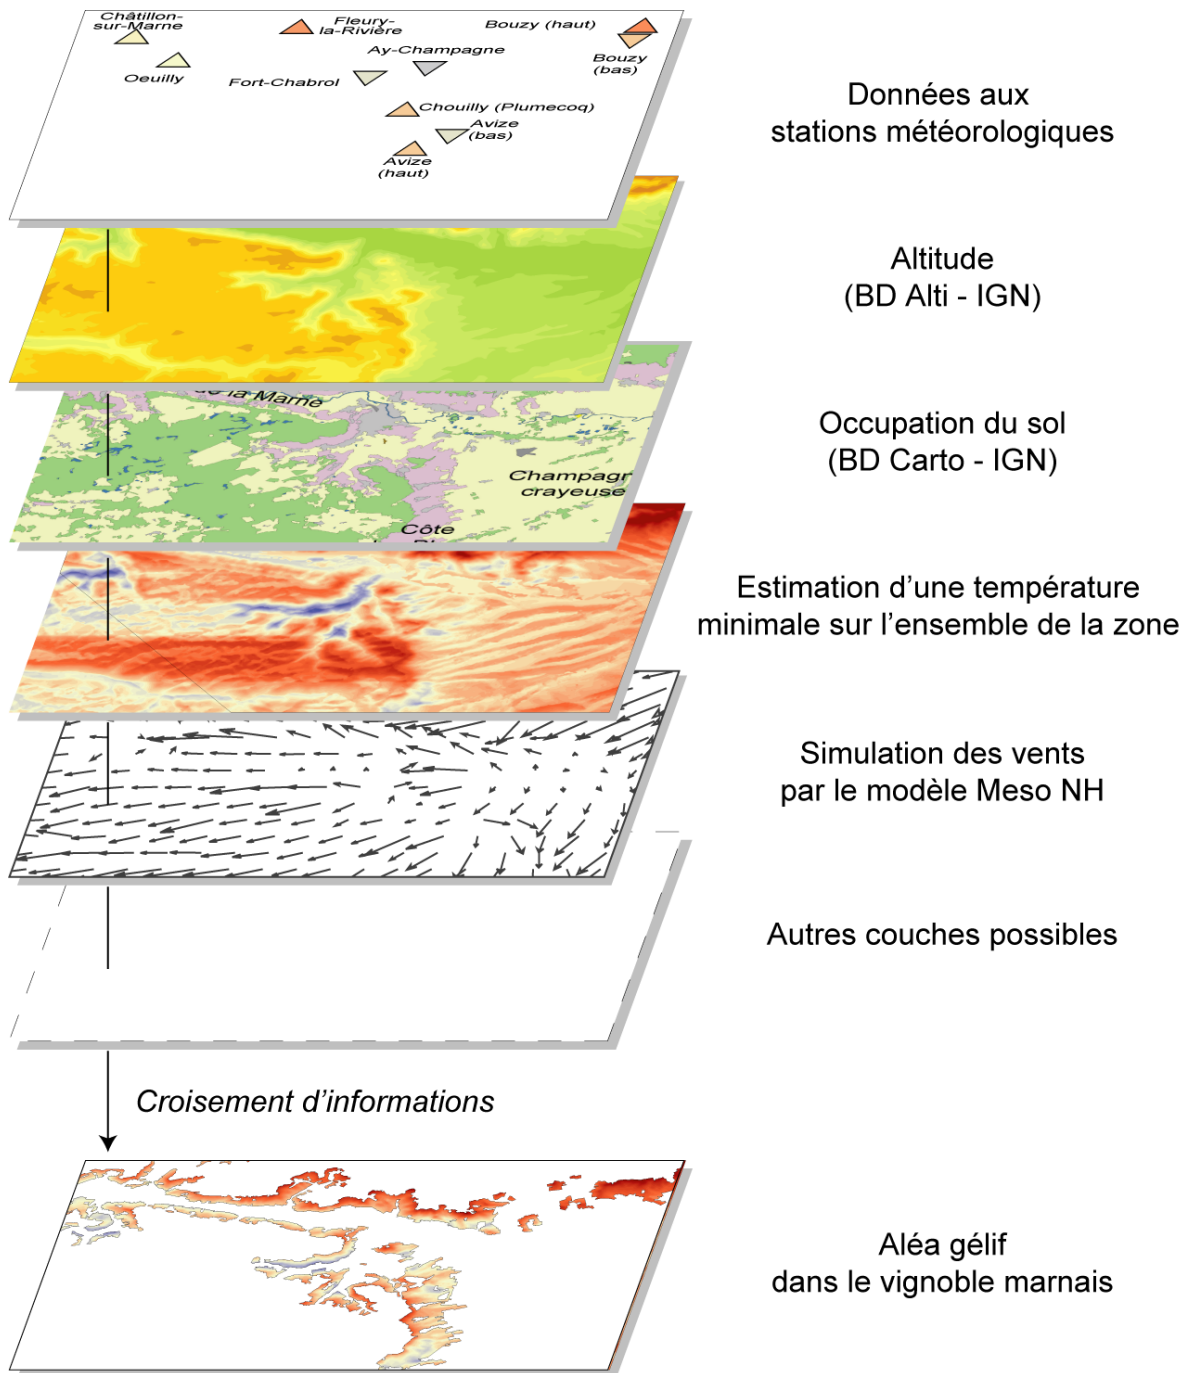 Châtillon-
sur-Marne
Oeuilly
Fleury-
la-Rivière
Fort-Chabrol
Ay-Champagne
Bouzy (haut)
Bouzy
(bas)
Chouilly (Plumecoq)
Avize
(bas)
Avize
(haut)
Données aux
stations météorologiques
Altitude
(BD Alti - IGN)
de la Marne
Champagn
crayeuse
Côte
Occupation du sol
(BD Carto - IGN)
Estimation d’une température
minimale sur l’ensemble de la zone
Simulation des vents
par le modèle Meso NH
Autres couches possibles
Croisement d’informations
Aléa gélif
dans le vignoble marnais